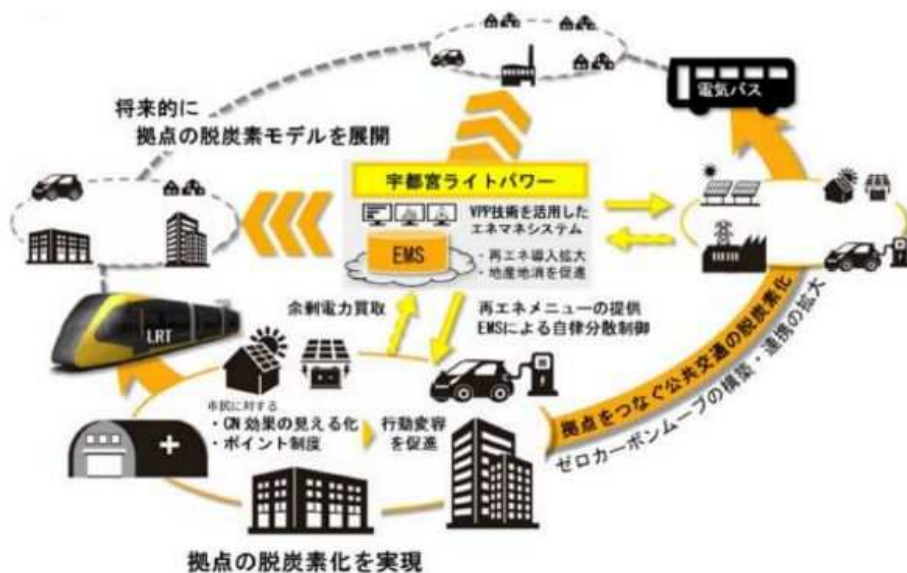 電気バス
将来的に
拠点の脱炭素モデルを展開
宇都宮ライトパワー
VPP技術を活用した
エネマネシステム
EMS
・再エネ導入拡大
・地産地消を促進
余剰電力買取
再エネメニューの提供
EMSによる自律分散制御
LRT
市民に対する
・CN効果の見える化
・ポイント制度
行動変容
を促進
拠点をつなぐ公共交通の脱炭素化
ゼロカーボンムーブの構築・連携の拡大
拠点の脱炭素化を実現